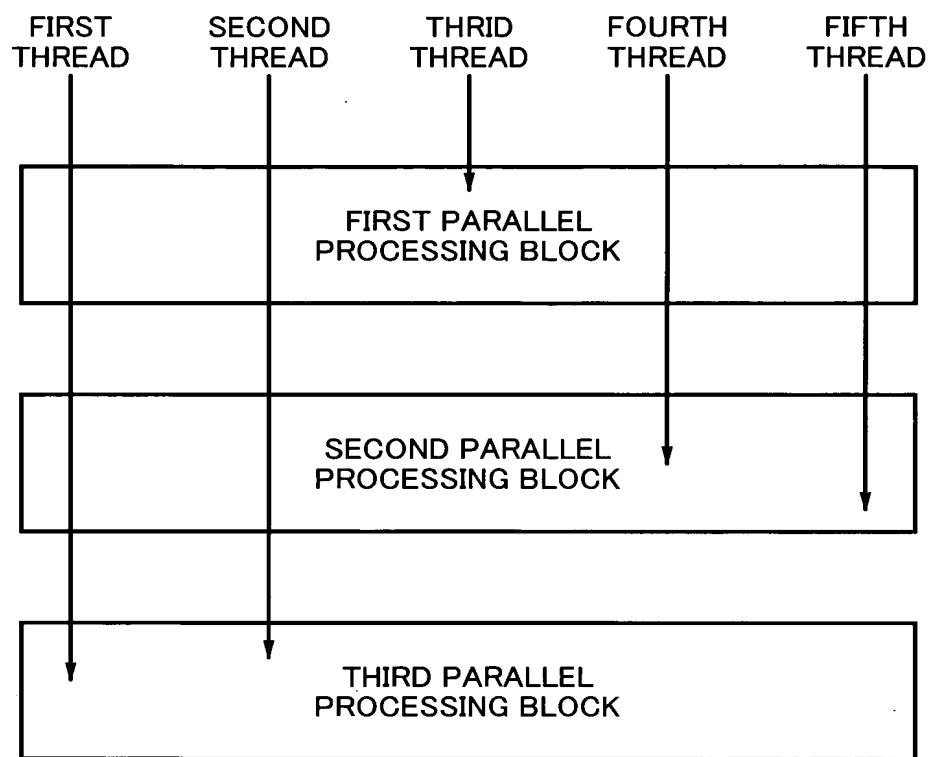 FIRST THREAD
SECOND THREAD
THRID THREAD
FOURTH THREAD
FIFTH THREAD
FIRST PARALLEL
PROCESSING BLOCK
SECOND PARALLEL
PROCESSING BLOCK
THIRD PARALLEL
PROCESSING BLOCK